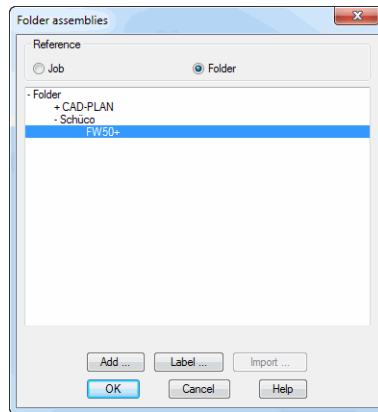 Folder assemblies
Reference
Job Folder
- Folder
+ CAD-PLAN
- Schüco
FW50+
Add ... Label ... Import ...
OK Cancel Help